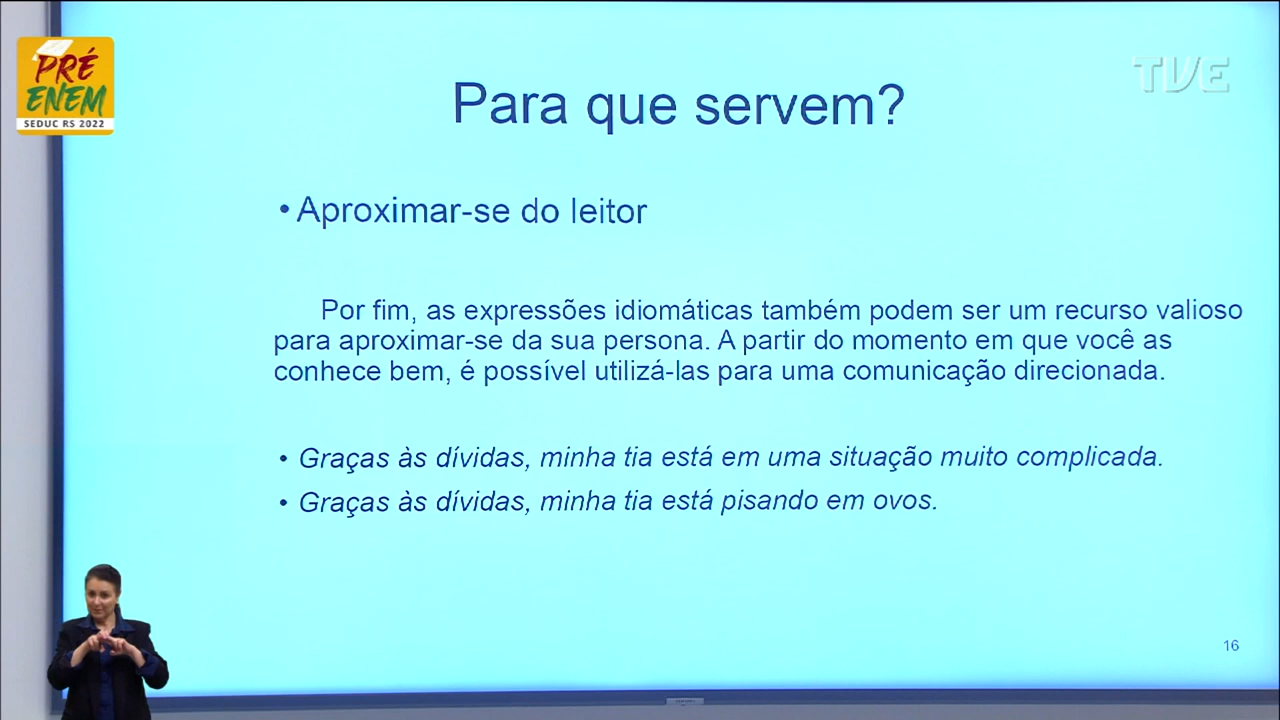 PRÉ
ENEM
SEDUC RS 2022
TVE
Para que servem?
• Aproximar-se do leitor
Por fim, as expressões idiomáticas também podem ser um recurso valioso
para aproximar-se da sua persona. A partir do momento em que você as
conhece bem, é possível utilizá-las para uma comunicação direcionada.
• Graças às dívidas, minha tia está em uma situação muito complicada.
• Graças às dívidas, minha tia está pisando em ovos.
16